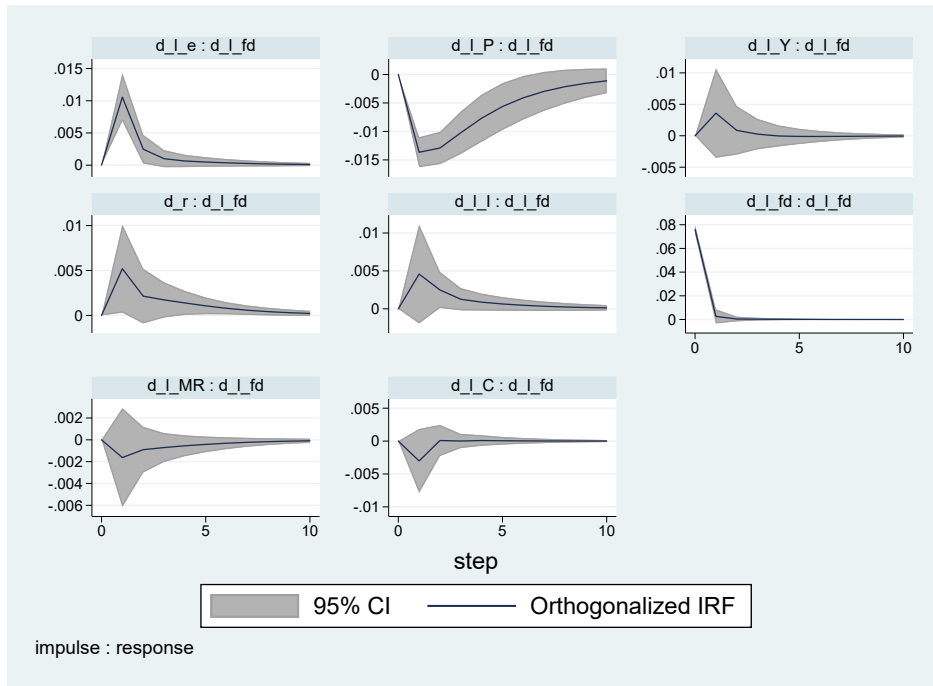 d_l_e : d_l_fd
d_l_P : d_l_fd
d_l_Y : d_l_fd
.015
.01
.005
0
0
-.005
-.01
-.015
.01
.005
0
-.005
d_r : d_l_fd
d_l_I : d_l_fd
d_l_fd : d_l_fd
.01
.005
0
.01
.005
0
.08
.06
.04
.02
0
0 5 10
d_l_MR : d_l_fd
d_l_C : d_l_fd
.002
0
-.002
-.004
-.006
0 5 10
.005
0
-.005
-.01
0 5 10
step
95% CI
Orthogonalized IRF
impulse : response